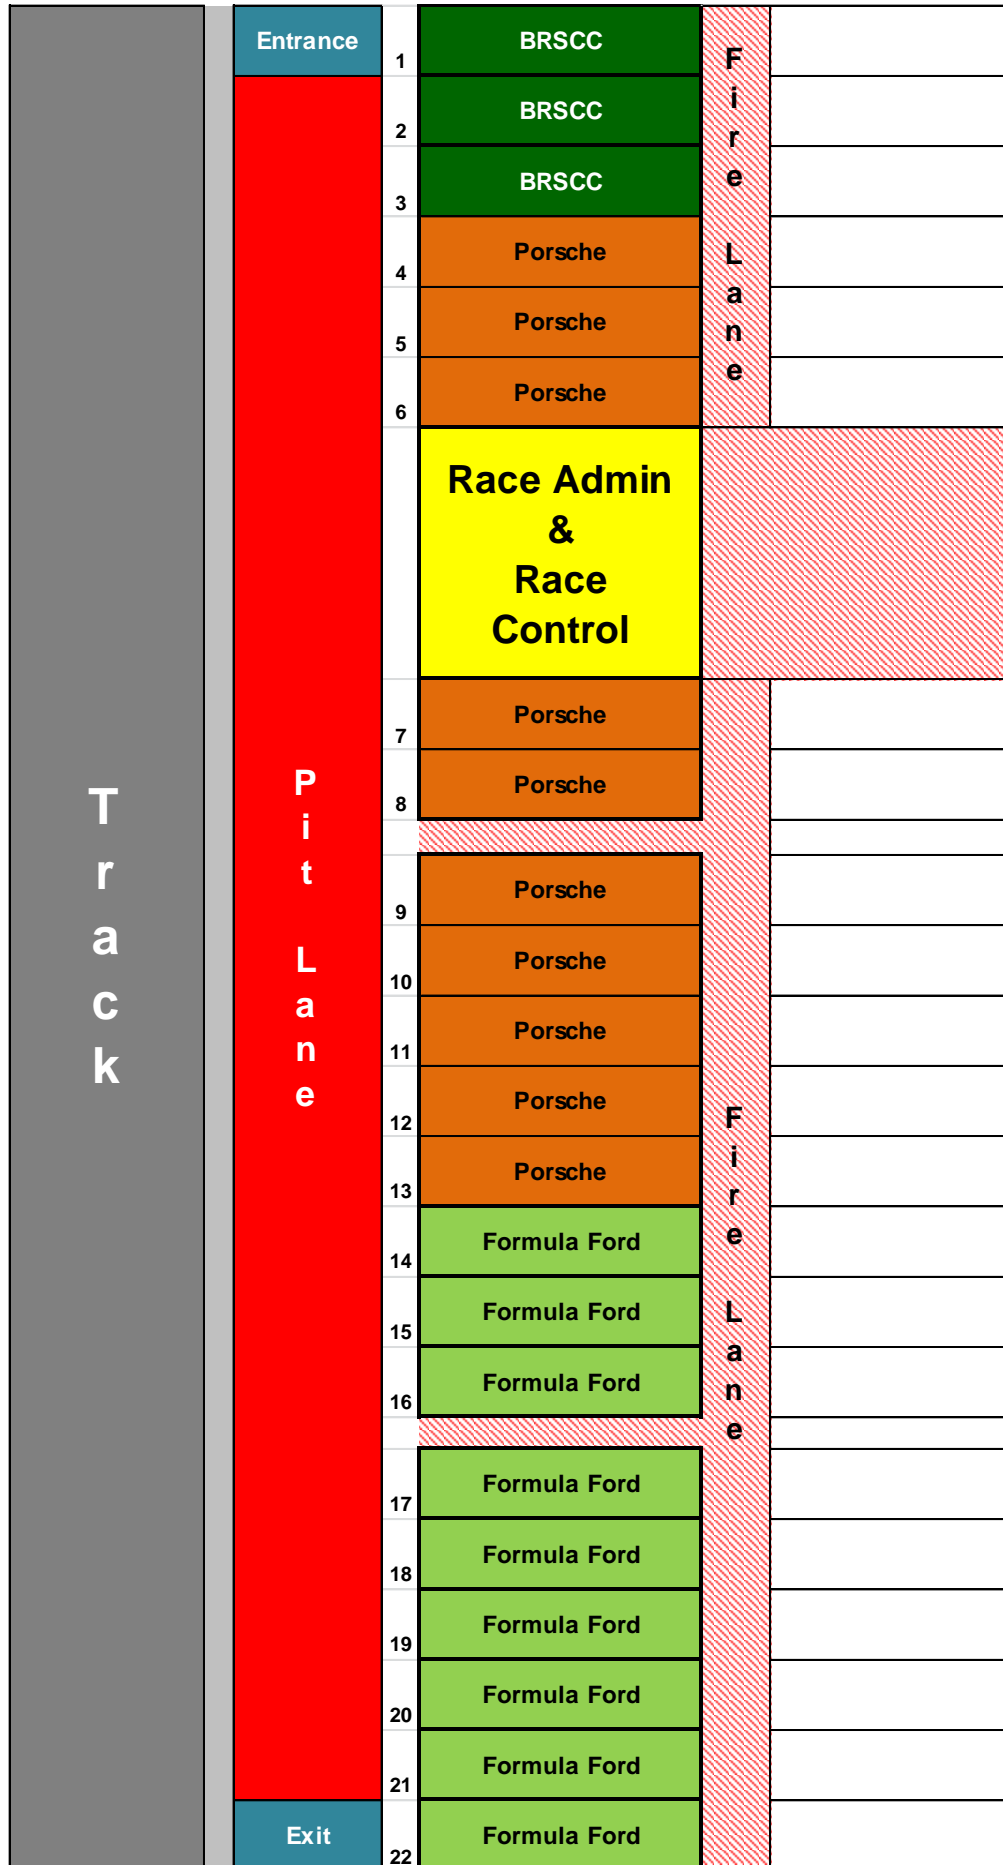 Entrance
1
BRSCC
2
BRSCC
3
BRSCC
4
Porsche
5
Porsche
6
Porsche
Fire Lane
Race Admin
&
Race
Control
7
Porsche
8
Porsche
Track
Pit Lane
9
Porsche
10
Porsche
11
Porsche
12
Porsche
13
Porsche
14
Formula Ford
15
Formula Ford
16
Formula Ford
Fire Lane
17
Formula Ford
18
Formula Ford
19
Formula Ford
20
Formula Ford
21
Formula Ford
Exit
22
Formula Ford